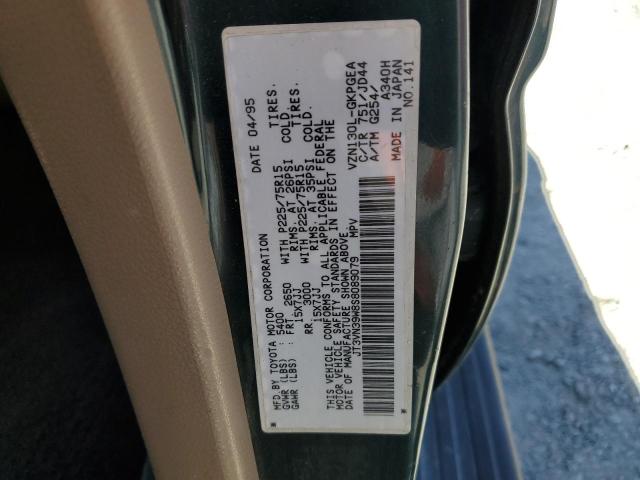 MFD BY TOYOTA MOTOR CORPORATION DATE 04/95
GVWR (LBS) 5400
GAWR (LBS) FRT. 2650 WITH P225/75R15 TIRES.
15X7JJ RIMS. AT 26PSI COLD.
RR. 3000 WITH P225/75R15 TIRES.
15X7JJ RIMS. AT 35PSI COLD.
THIS VEHICLE CONFORMS TO ALL APPLICABLE FEDERAL
MOTOR VEHICLE SAFETY STANDARDS IN EFFECT ON THE
DATE OF MANUFACTURE SHOWN ABOVE.
JT3VN39W8S8089079 MPV
VZN130L-GKPGEA
C/TR 751/JD44
A/TM G254/
A340H
MADE IN JAPAN
NO.141